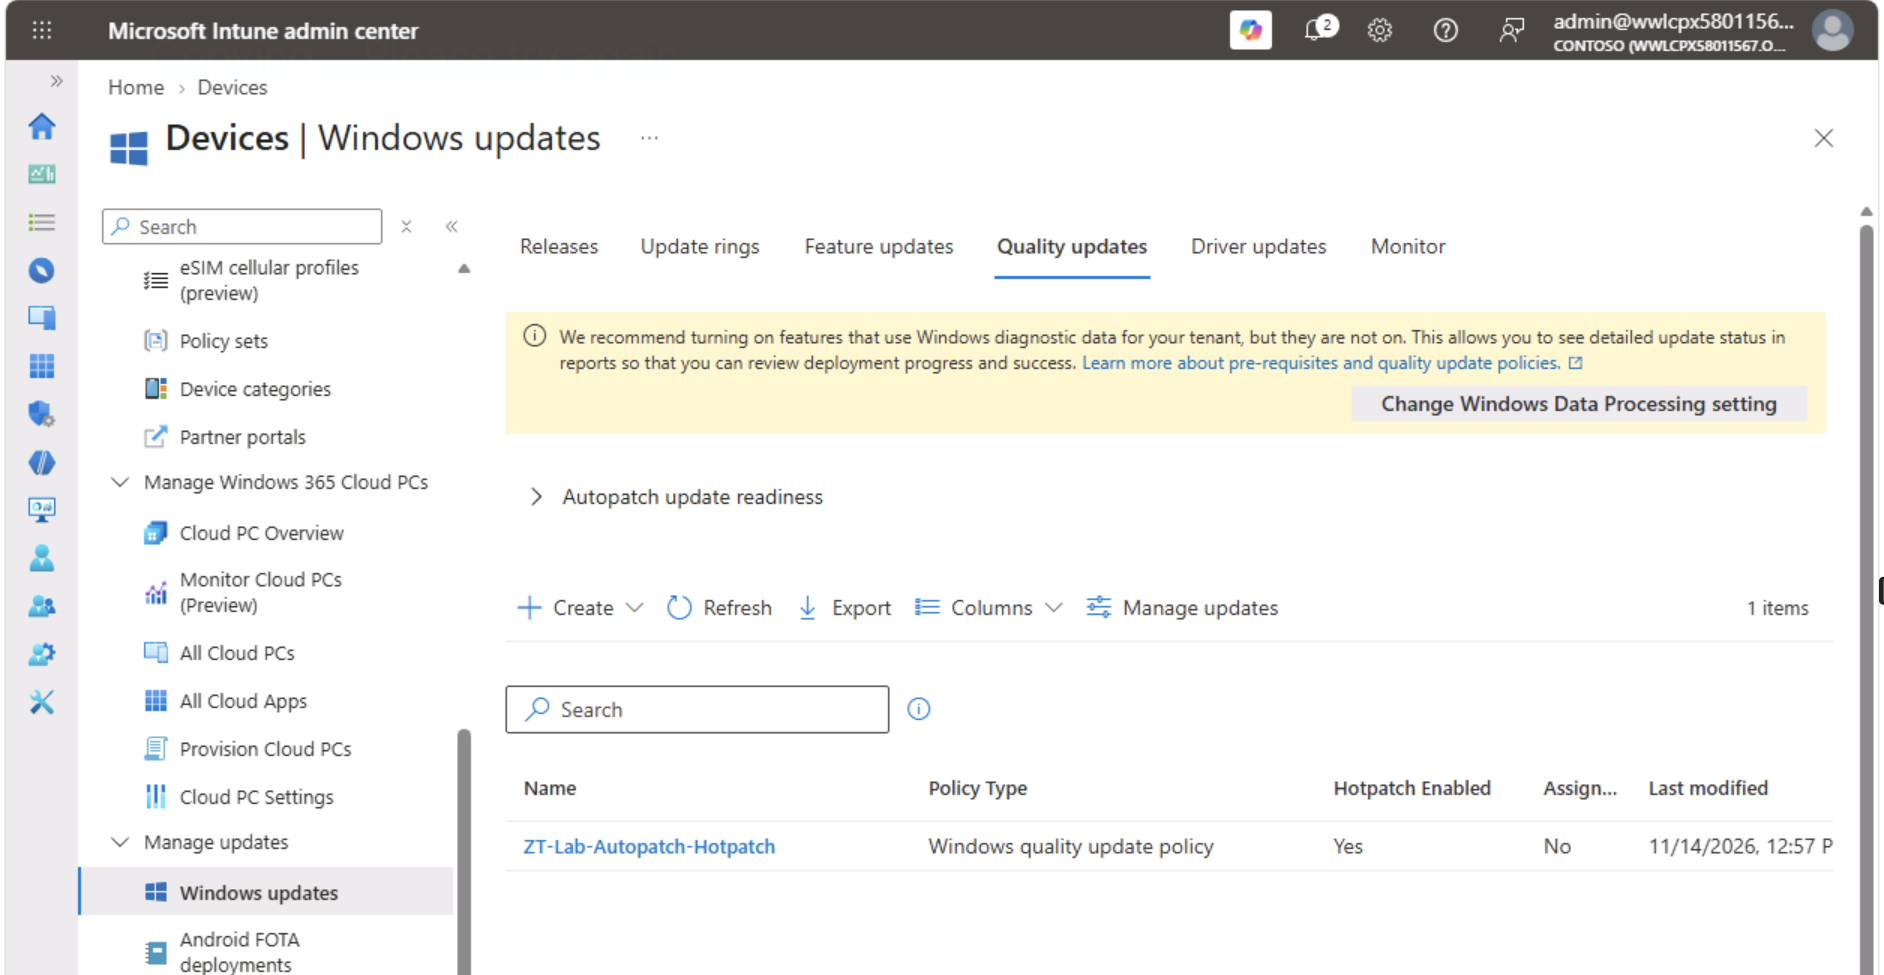 Microsoft Intune admin center
2
admin@wwlcpx5801156...
CONTOSO (WWLCPX58011567.O...
Home > Devices
Devices | Windows updates ...
Search
eSIM cellular profiles
(preview)
Policy sets
Device categories
Partner portals
Manage Windows 365 Cloud PCs
Cloud PC Overview
Monitor Cloud PCs
(Preview)
All Cloud PCs
All Cloud Apps
Provision Cloud PCs
Cloud PC Settings
Manage updates
Windows updates
Android FOTA
deployments
Releases Update rings Feature updates Quality updates Driver updates Monitor
We recommend turning on features that use Windows diagnostic data for your tenant, but they are not on. This allows you to see detailed update status in
reports so that you can review deployment progress and success. Learn more about pre-requisites and quality update policies.
Change Windows Data Processing setting
Autopatch update readiness
Create Refresh Export Columns Manage updates 1 items
Search
Name Policy Type Hotpatch Enabled Assign... Last modified
ZT-Lab-Autopatch-Hotpatch Windows quality update policy Yes No 11/14/2026, 12:57 P